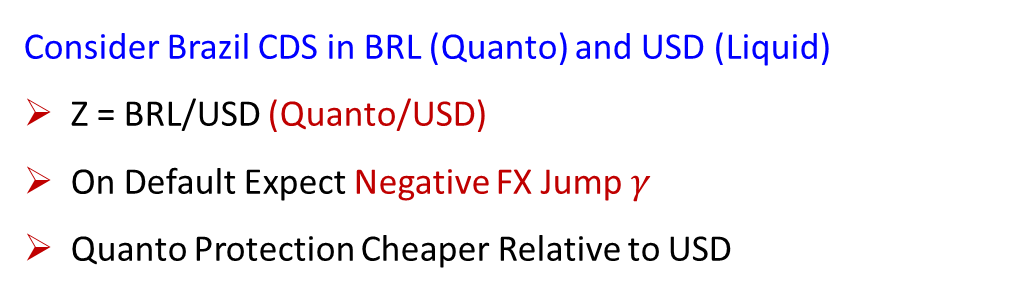 Consider Brazil CDS in BRL (Quanto) and USD (Liquid)
➢ Z = BRL/USD (Quanto/USD)
➢ On Default Expect Negative FX Jump γ
➢ Quanto Protection Cheaper Relative to USD